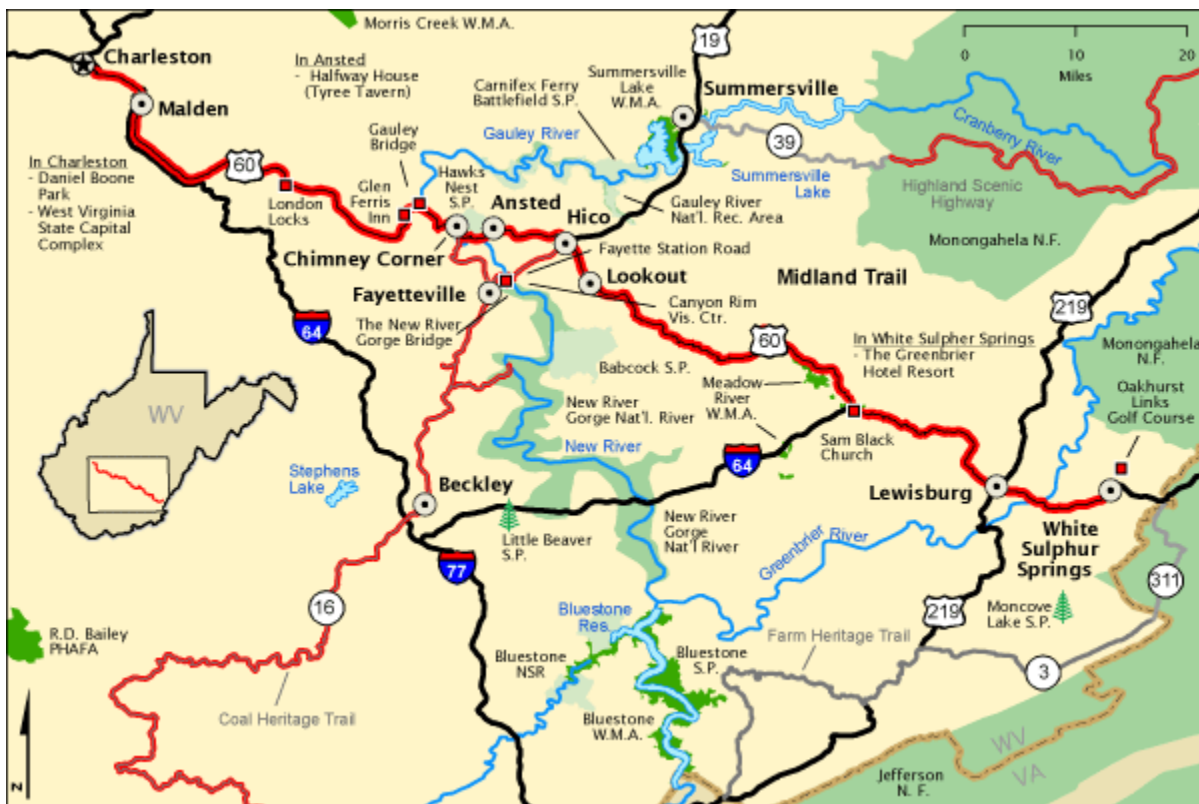 Morris Creek W.M.A.
19
0
10
20
Miles
Charleston
In Ansted
- Halfway House
(Tyree Tavern)
Carnifex Ferry
Battlefield S.P.
Summersville
Lake
W.M.A.
Summersville
Malden
Gauley
Bridge
Gauley River
39
Cranberry River
60
In Charleston
- Daniel Boone
Park
- West Virginia
State Capital
Complex
London
Locks
Glen
Ferris
Inn
Hawks
Nest
S.P.
Ansted
Hico
Summersville
Lake
Highland Scenic
Highway
Gauley River
Nat'l. Rec. Area
Monongahela N.F.
Chimney Corner
Fayette Station Road
Lookout
Midland Trail
Fayetteville
Canyon Rim
Vis. Ctr.
219
64
The New River
Gorge Bridge
60
In White Sulpher Springs
- The Greenbrier
Hotel Resort
Monongahela
N.F.
Babcock S.P.
Meadow
River
W.M.A.
Oakhurst
Links
Golf Course
WV
New River
Gorge Nat'l. River
New River
64
Sam Black
Church
Stephens
Lake
Beckley
Lewisburg
Little Beaver
S.P.
New River
Gorge
Nat'l River
Greenbrier River
White
Sulphur
Springs
77
311
16
Bluestone
Res.
219
Moncove
Lake S.P.
R.D. Bailey
PHAFA
Farm Heritage Trail
Bluestone
NSR
Bluestone
S.P.
3
Coal Heritage Trail
Bluestone
W.M.A.
WV
VA
N
Jefferson
N. F.